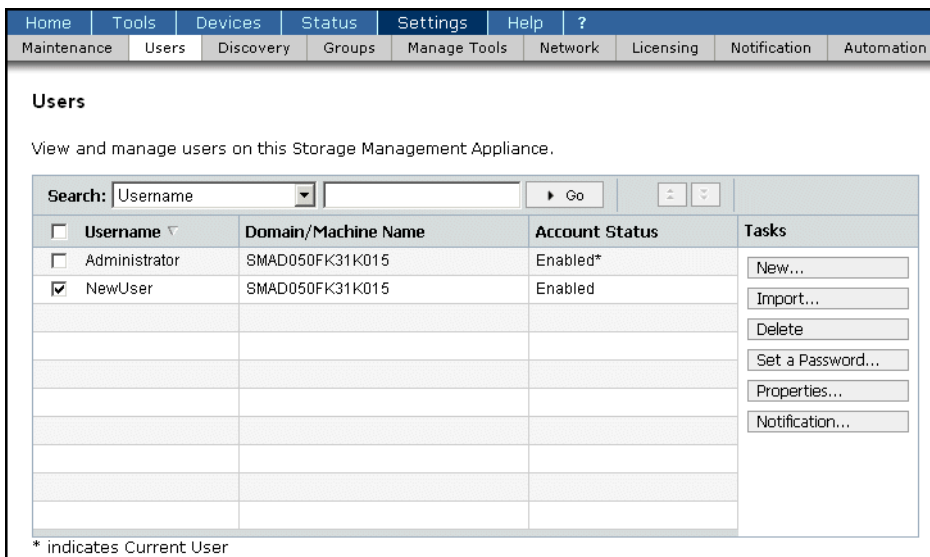 Home Tools Devices Status Settings Help ?
Maintenance Users Discovery Groups Manage Tools Network Licensing Notification Automation
Users
View and manage users on this Storage Management Appliance.
Search: Username Go
Username Domain/Machine Name Account Status Tasks
Administrator SMAD050FK31K015 Enabled*
NewUser SMAD050FK31K015 Enabled
New...
Import...
Delete
Set a Password...
Properties...
Notification...
* indicates Current User